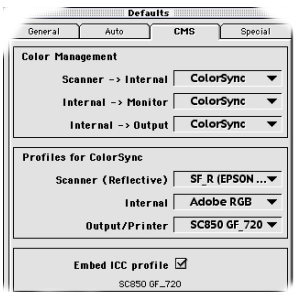 Defaults
General Auto CMS Special
Color Management
Scanner -> Internal ColorSync
Internal -> Monitor ColorSync
Internal -> Output ColorSync
Profiles for ColorSync
Scanner (Reflective) SF_R (EPSON ...
Internal Adobe RGB
Output/Printer SC850 GF_720
Embed ICC profile
SC850 GF_720